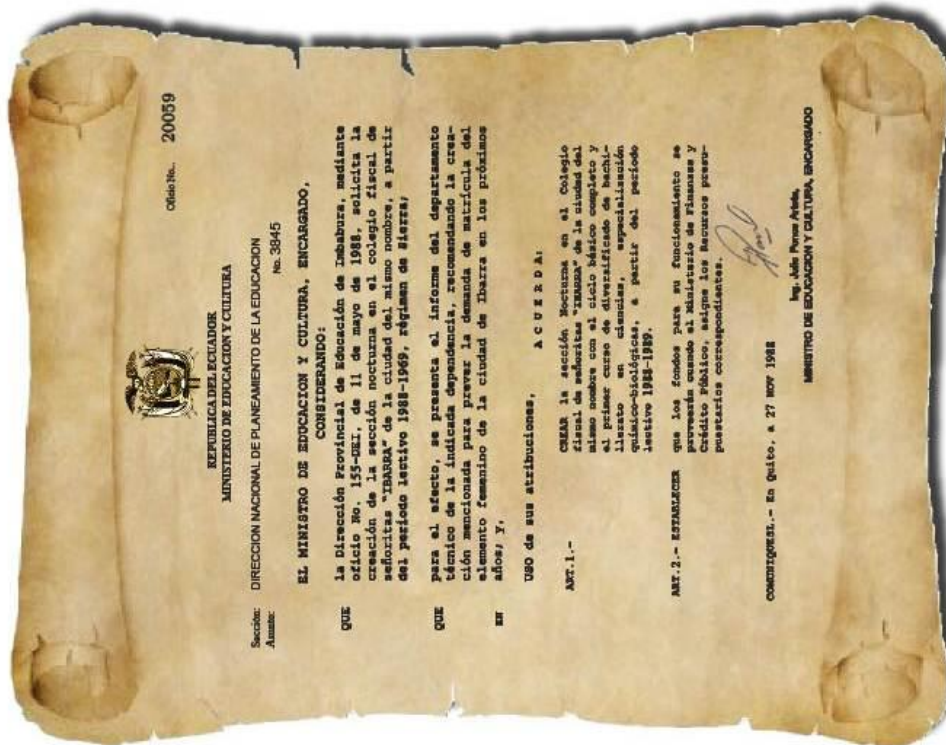 Oficio No. 20059
REPUBLICA DEL ECUADOR
MINISTERIO DE EDUCACION Y CULTURA
Sección: DIRECCION NACIONAL DE PLANEAMIENTO DE LA EDUCACION
Asunto: No. 3845
EL MINISTRO DE EDUCACION Y CULTURA, ENCARGADO,
CONSIDERANDO:
QUE la Dirección Provincial de Educación de Imbabura, mediante
oficio No. 155-DEI, de 11 de mayo de 1988, solicita la
creación de la sección nocturna en el colegio fiscal de
señoritas "IBARRA" de la ciudad del mismo nombre, a partir
del periodo lectivo 1988-1969, régimen de Sierra;
QUE para el efecto, se presenta el informe del departamento
técnico de la indicada dependencia, recomendando la crea-
ción mencionada para prever la demanda de matrícula del
elemento femenino de la ciudad de Ibarra en los próximos
años; y,
EN USO de sus atribuciones,
A C U E R D A:
ART.1.- CREAR la sección Nocturna en el Colegio
fiscal de señoritas "IBARRA" de la ciudad del
mismo nombre con el ciclo básico completo y
el primer curso de diversificado de bachi-
llerato en ciencias, especialización
químico-biológicas, a partir del período
lectivo 1988-1989.
ART.2.- ESTABLECER que los fondos para su funcionamiento se
proveerán cuando el Ministerio de Finanzas y
Crédito Público, asigne los Recursos presu-
puestarios correspondientes.
COMUNIQUESE.- En Quito, a 27 NOV 1988
Ing. Julio Ponce
MINISTRO DE EDUCACION Y CULTURA, ENCARGADO